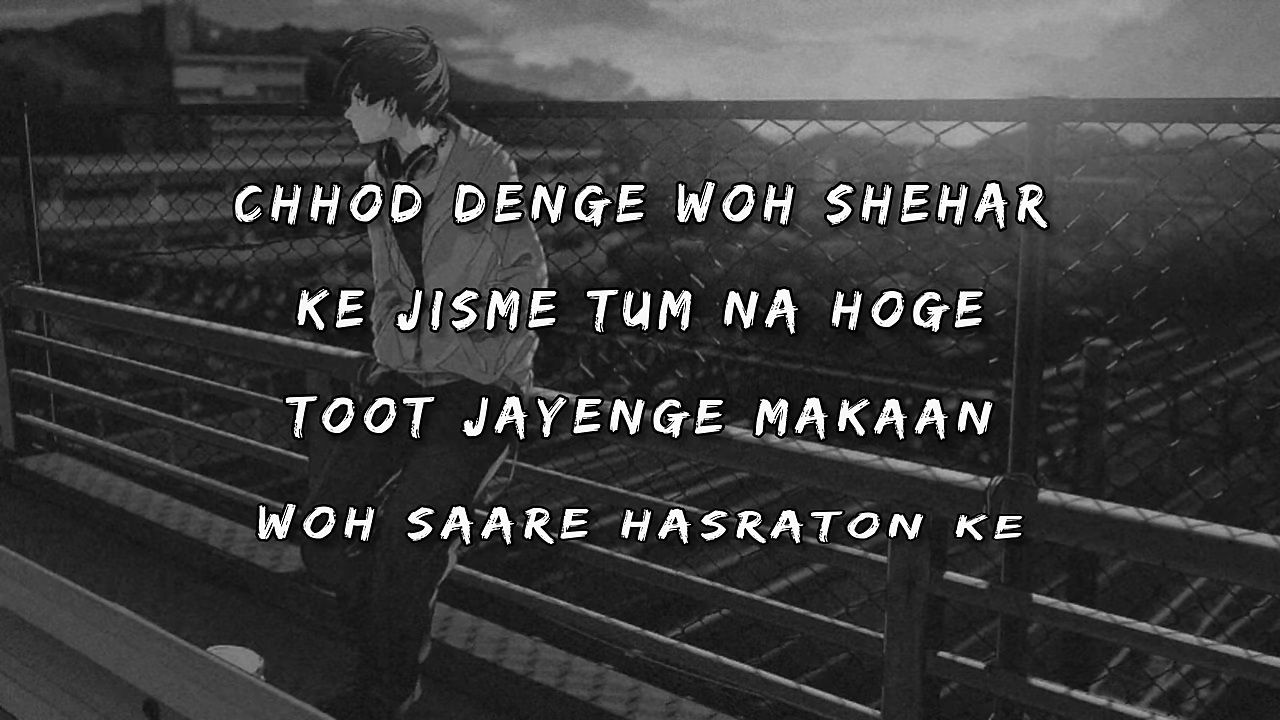 CHHOD DENGE WOH SHEHAR
KE JISME TUM NA HOGE
TOOT JAYENGE MAKAAN
WOH SAARE HASRATON KE